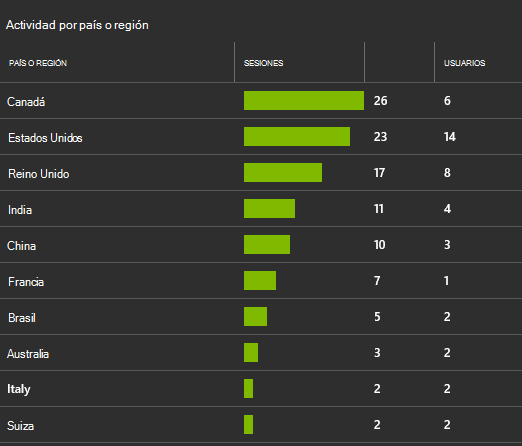 Actividad por país o región
PAÍS O REGIÓN SESIONES USUARIOS
Canadá 26 6
Estados Unidos 23 14
Reino Unido 17 8
India 11 4
China 10 3
Francia 7 1
Brasil 5 2
Australia 3 2
Italy 2 2
Suiza 2 2